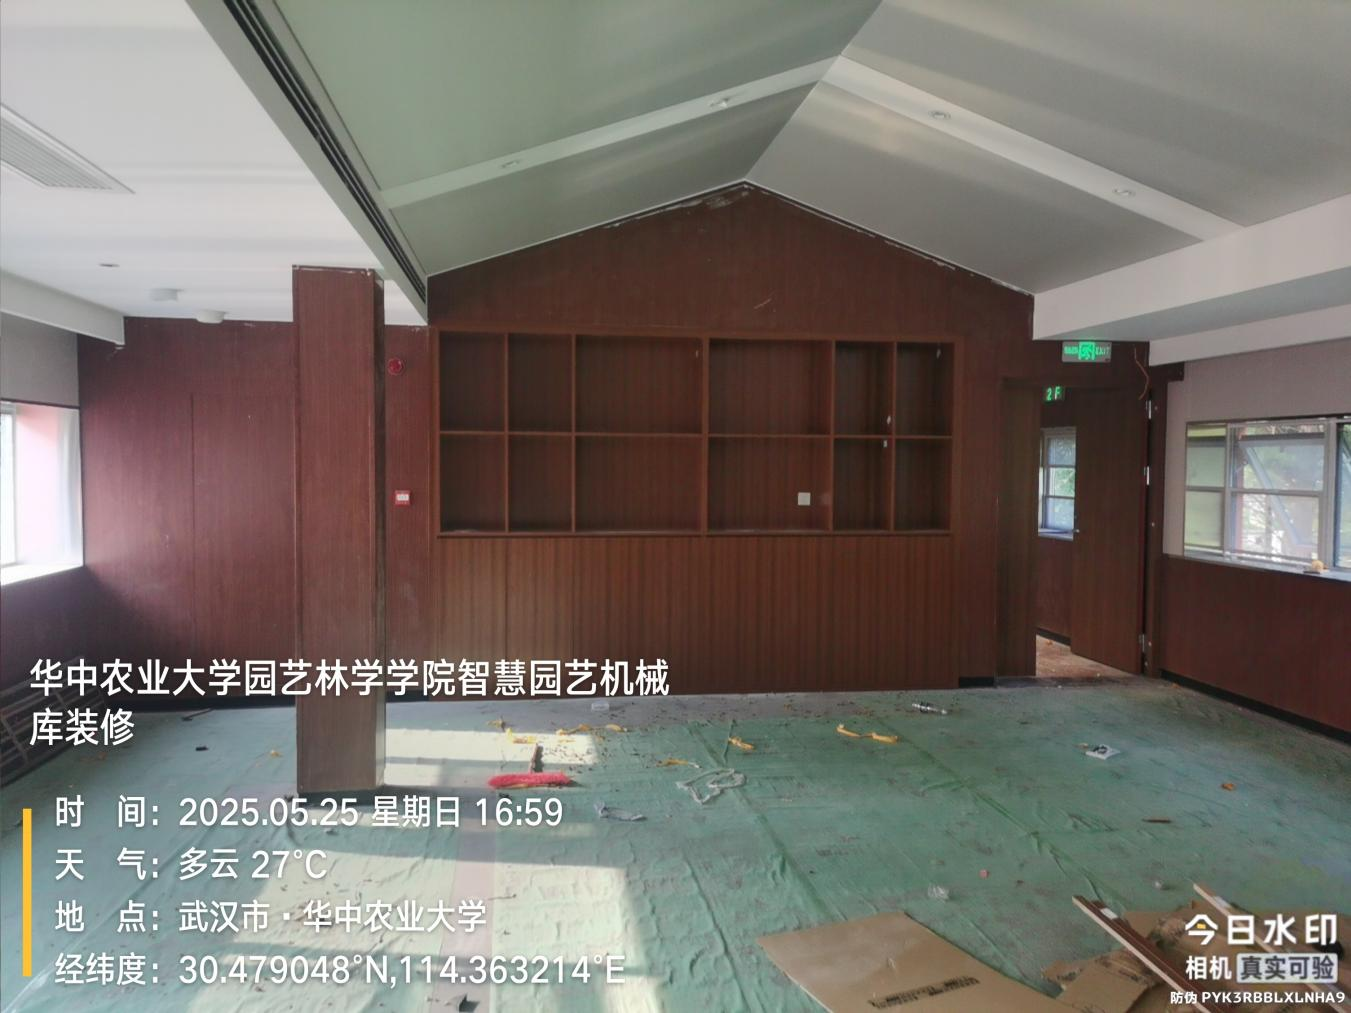 EXIT
2F
华中农业大学园艺林学学院智慧园艺机械
库装修
时 间：2025.05.25 星期日 16:59
天 气：多云 27°C
地 点：武汉市·华中农业大学
经纬度：30.479048°N,114.363214°E
今日水印
相机 真实可验
防伪 PYK3RBBLXLNHA9